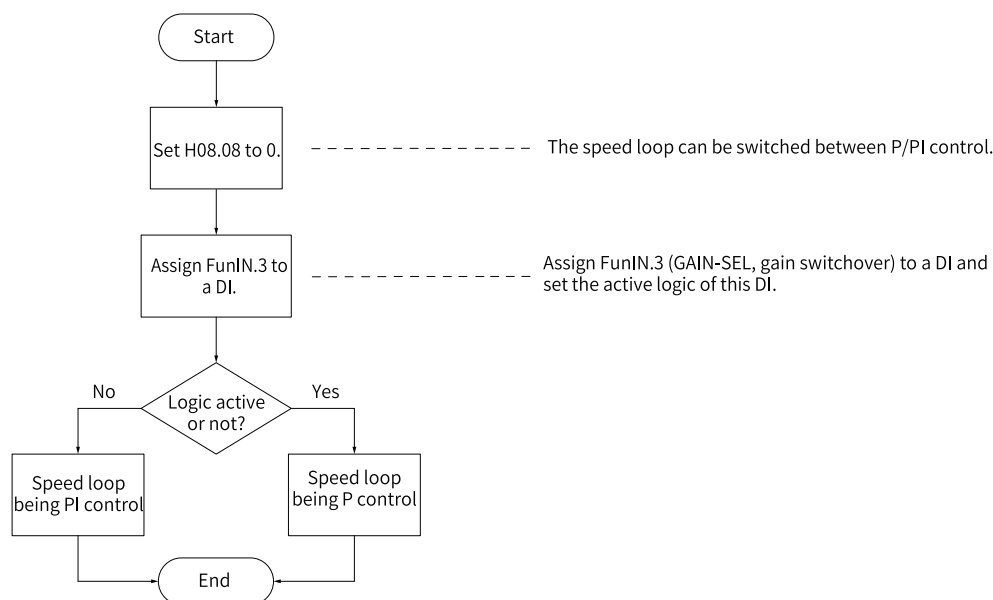 Start
Set H08.08 to 0.
The speed loop can be switched between P/PI control.
Assign FunIN.3 to
a DI.
Assign FunIN.3 (GAIN-SEL, gain switchover) to a DI and
set the active logic of this DI.
No
Yes
Logic active
or not?
Speed loop
being PI control
Speed loop
being P control
End